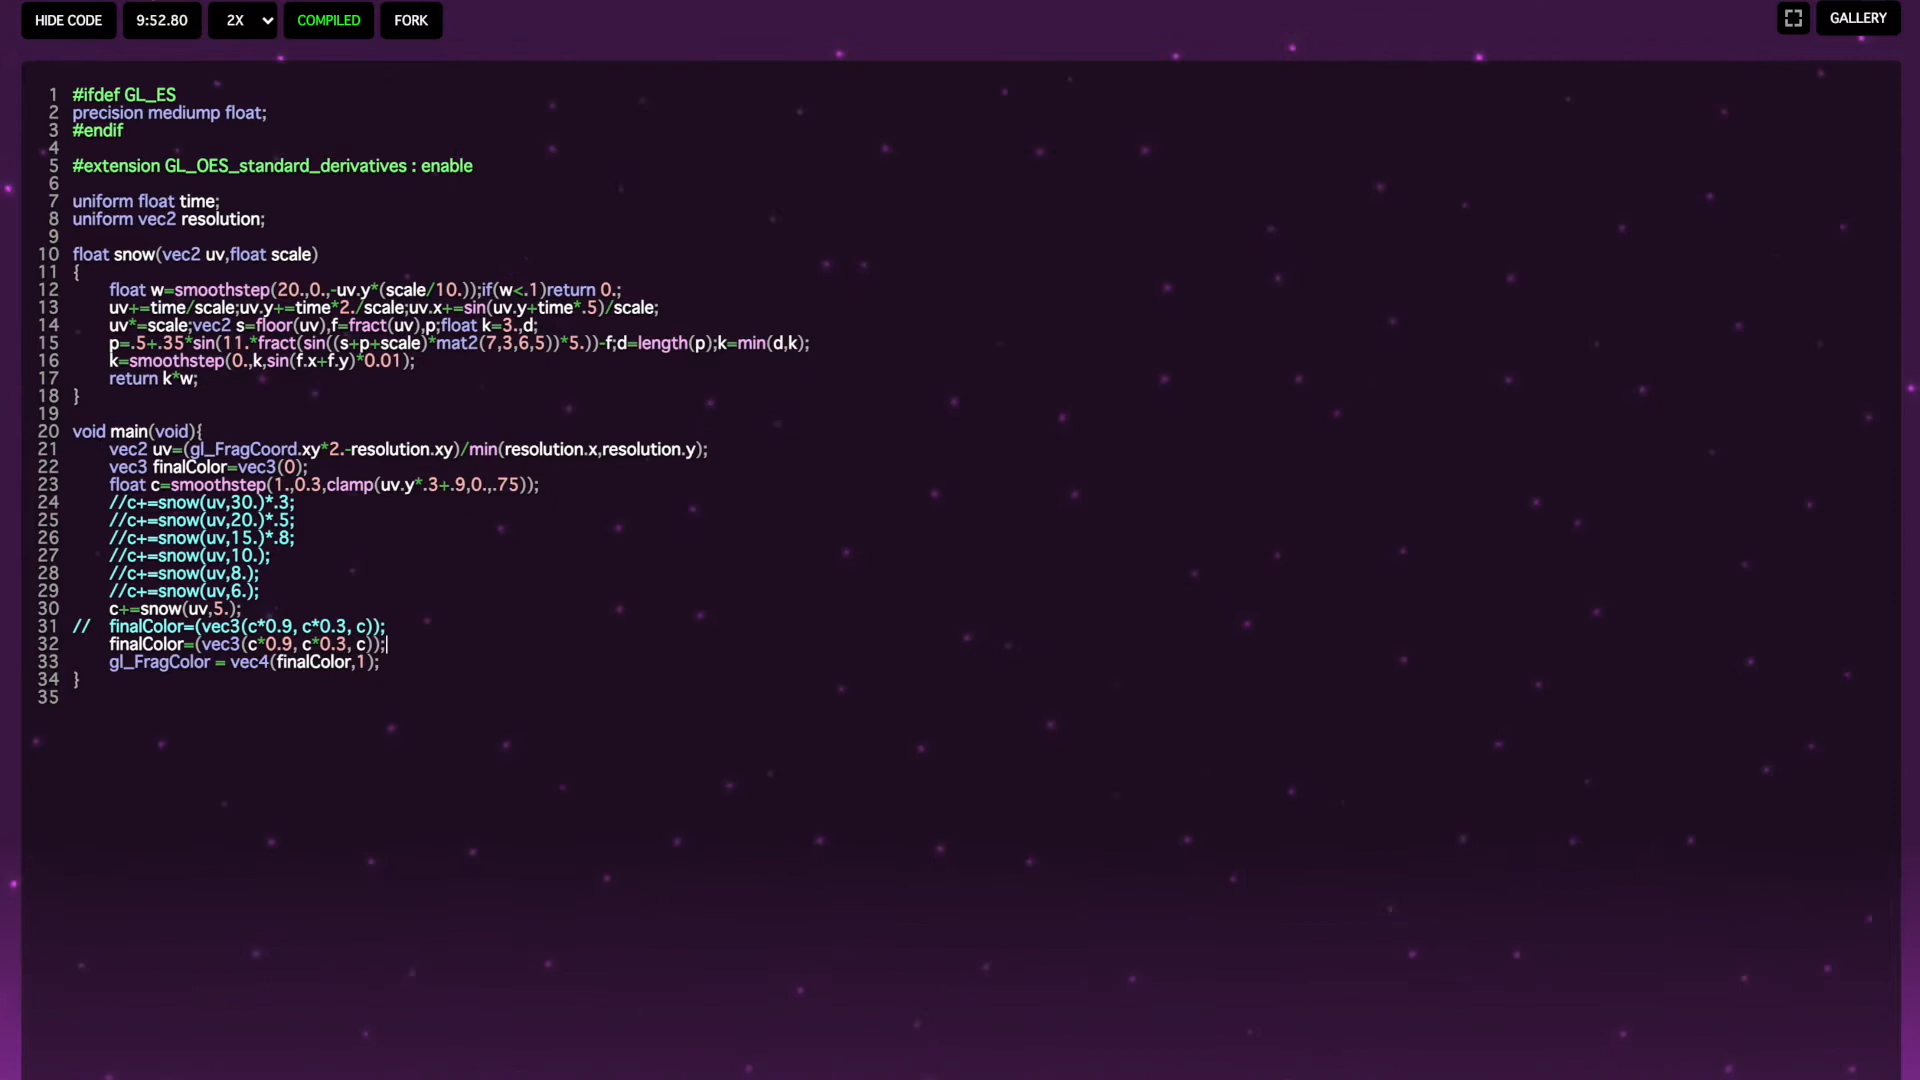 HIDE CODE 9:52.80 2X COMPILED FORK GALLERY
1 #ifdef GL_ES
2 precision mediump float;
3 #endif
4
5 #extension GL_OES_standard_derivatives : enable
6
7 uniform float time;
8 uniform vec2 resolution;
9
10 float snow(vec2 uv,float scale)
11 {
12 float w=smoothstep(20.,0.,-uv.y*(scale/10.));if(w<.1)return 0.;
13 uv+=time/scale;uv.y+=time*2./scale;uv.x+=sin(uv.y+time*.5)/scale;
14 uv*=scale;vec2 s=floor(uv),f=fract(uv),p;float k=3.,d;
15 p=.5+.35*sin(11.*fract(sin((s+p+scale)*mat2(7,3,6,5))*5.))-f;d=length(p);k=min(d,k);
16 k=smoothstep(0.,k,sin(f.x+f.y)*0.01);
17 return k*w;
18 }
19
20 void main(void){
21 vec2 uv=(gl_FragCoord.xy*2.-resolution.xy)/min(resolution.x,resolution.y);
22 vec3 finalColor=vec3(0);
23 float c=smoothstep(1.,0.3,clamp(uv.y*.3+.9,0.,.75));
24 //c+=snow(uv,30.)*.3;
25 //c+=snow(uv,20.)*.5;
26 //c+=snow(uv,15.)*.8;
27 //c+=snow(uv,10.);
28 //c+=snow(uv,8.);
29 //c+=snow(uv,6.);
30 c+=snow(uv,5.);
31 // finalColor=(vec3(c*0.9, c*0.3, c));
32 finalColor=(vec3(c*0.9, c*0.3, c));
33 gl_FragColor = vec4(finalColor,1);
34 }
35